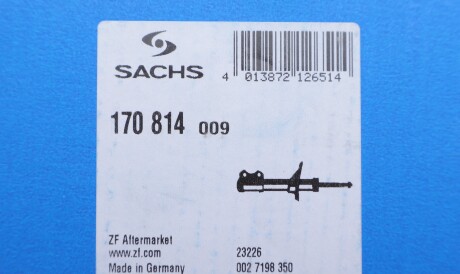 SACHS
4 013872 126514
170 814 009
ZF Aftermarket
www.zf.com 23226
Made in Germany 002 7198 350